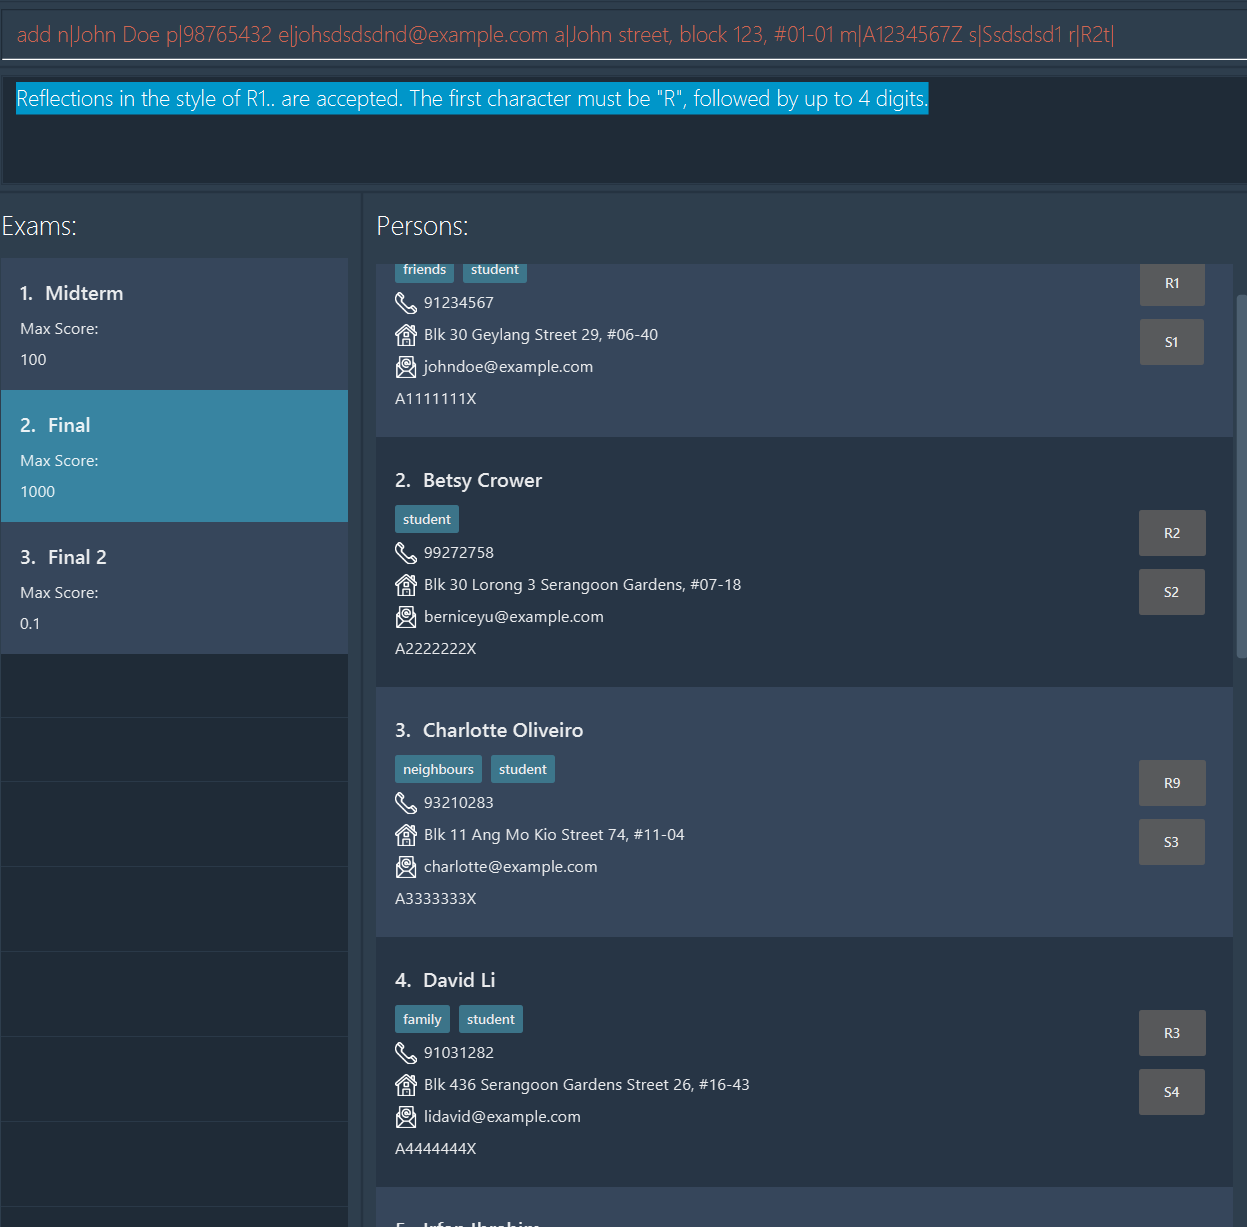 add n|John Doe p|98765432 e|johsdsdsdnd@example.com a|John street, block 123, #01-01 m|A1234567Z s|Ssdsdsd1 r|R2t|
Reflections in the style of R1.. are accepted. The first character must be "R", followed by up to 4 digits.
Exams:
1. Midterm
Max Score:
100
2. Final
Max Score:
1000
3. Final 2
Max Score:
0.1
Persons:
friends student
R1
91234567
Blk 30 Geylang Street 29, #06-40
S1
johndoe@example.com
A1111111X
2. Betsy Crower
student
R2
99272758
Blk 30 Lorong 3 Serangoon Gardens, #07-18
S2
berniceyu@example.com
A2222222X
3. Charlotte Oliveiro
neighbours student
R9
93210283
Blk 11 Ang Mo Kio Street 74, #11-04
S3
charlotte@example.com
A3333333X
4. David Li
family student
R3
91031282
Blk 436 Serangoon Gardens Street 26, #16-43
S4
lidavid@example.com
A4444444X
5. Irfan Ibrahim